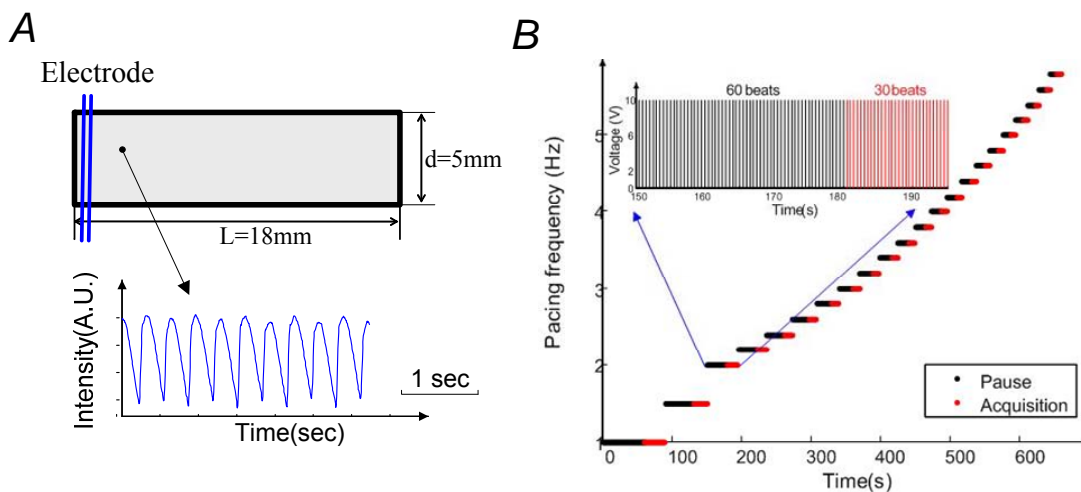 A
Electrode
d=5mm
L=18mm
Intensity(A.U.)
1 sec
Time(sec)
B
Pacing frequency (Hz)
5
4
3
2
1
60 beats
30 beats
Voltage (V)
10
8
6
4
2
0
150 160 170 180 190
Time(s)
Pause
Acquisition
0 100 200 300 400 500 600
Time(s)